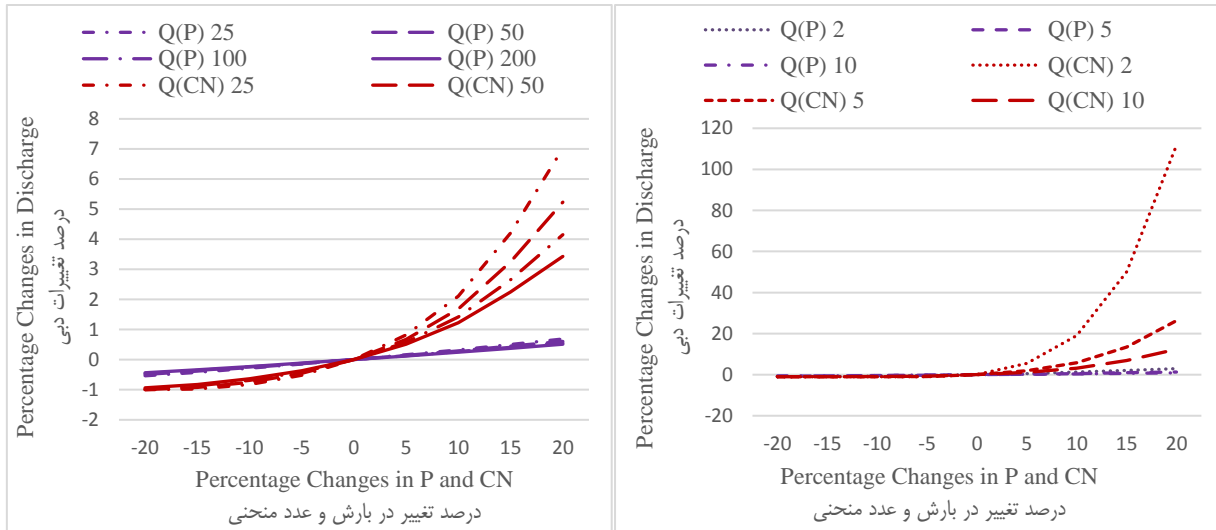 Q(P) 25 Q(P) 50
Q(P) 100 Q(P) 200
Q(CN) 25 Q(CN) 50
Percentage Changes in Discharge
درصد تغییرات دبی
8
7
6
5
4
3
2
1
0
-1
-2
-20 -15 -10 -5 0 5 10 15 20
Percentage Changes in P and CN
درصد تغییر در بارش و عدد منحنی
Q(P) 2 Q(P) 5
Q(P) 10 Q(CN) 2
Q(CN) 5 Q(CN) 10
Percentage Changes in Discharge
درصد تغییرات دبی
120
100
80
60
40
20
0
-20
-20 -15 -10 -5 0 5 10 15 20
Percentage Changes in P and CN
درصد تغییر در بارش و عدد منحنی